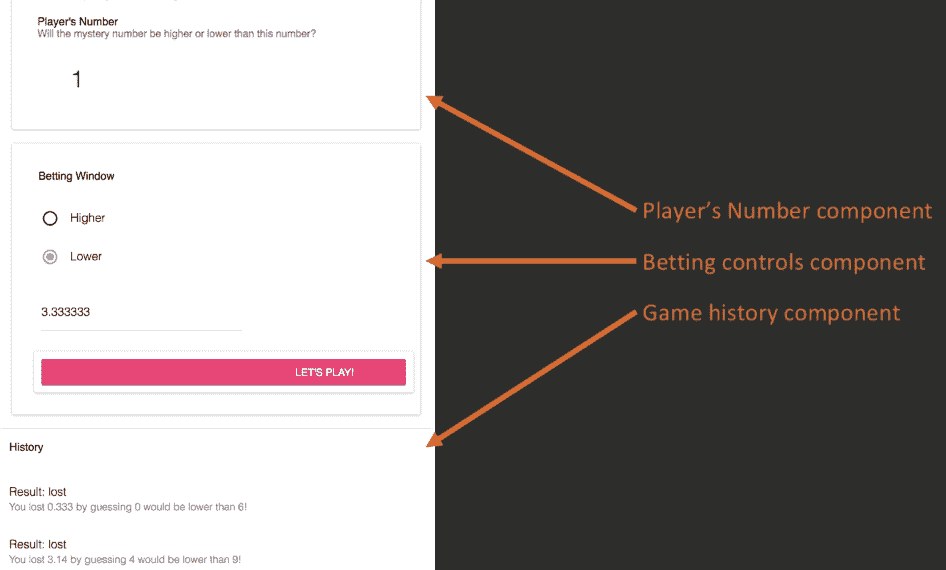 Player's Number
Will the mystery number be higher or lower than this number?
1
Betting Window
Higher
Lower
3.333333
LET'S PLAY!
History
Result: lost
You lost 0.333 by guessing 0 would be lower than 6!
Result: lost
You lost 3.14 by guessing 4 would be lower than 9!
Player's Number component
Betting controls component
Game history component